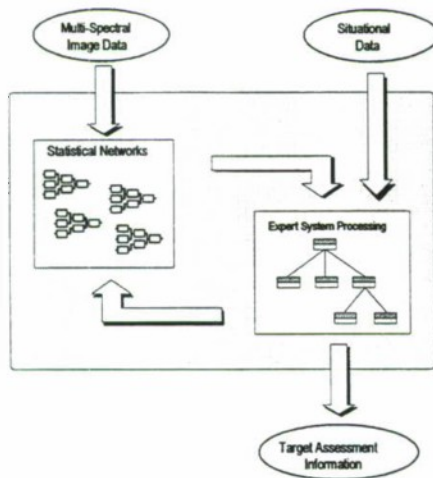 Multi-Spectral
Image Data
Situational
Data
Statistical Networks
Expert System Processing
Target Assessment
Information